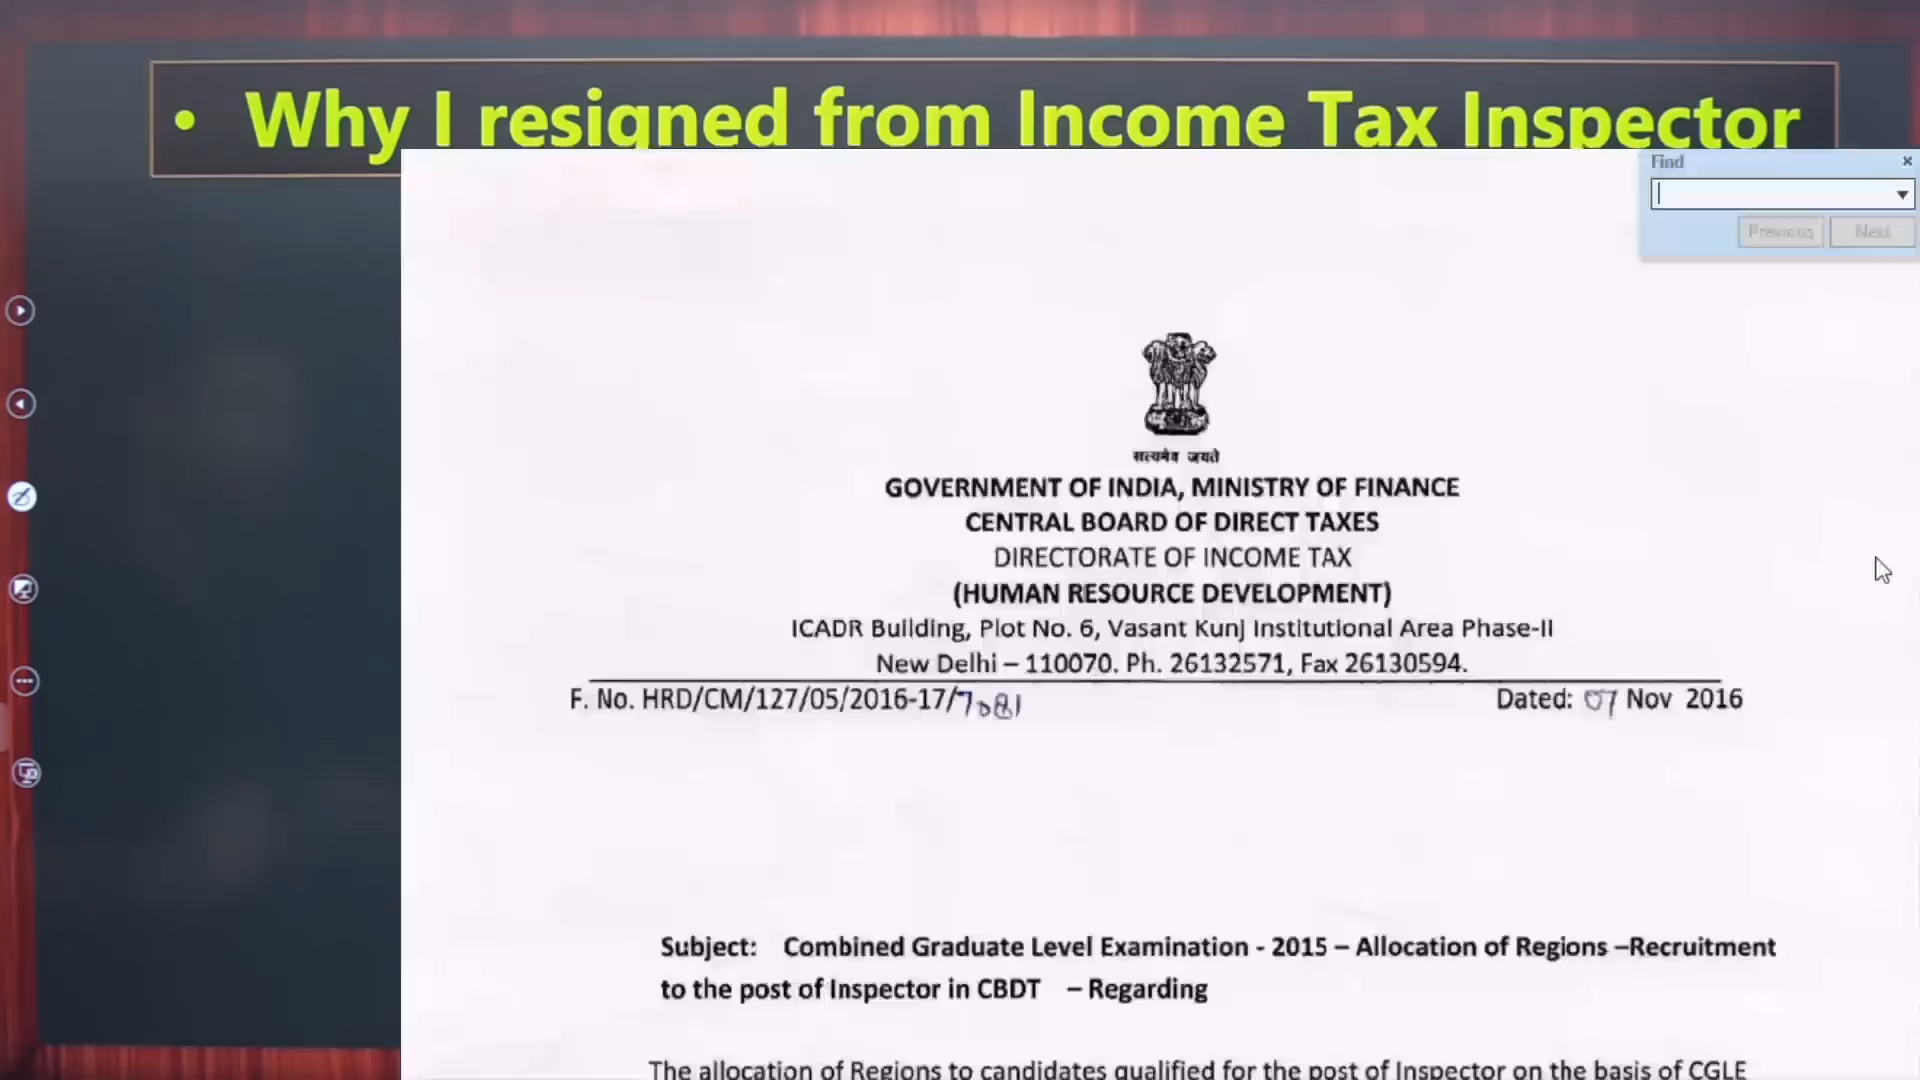 • Why I resigned from Income Tax Inspector
Find
Previous Next
सत्यमेव जयते
GOVERNMENT OF INDIA, MINISTRY OF FINANCE
CENTRAL BOARD OF DIRECT TAXES
DIRECTORATE OF INCOME TAX
(HUMAN RESOURCE DEVELOPMENT)
ICADR Building, Plot No. 6, Vasant Kunj Institutional Area Phase-II
New Delhi – 110070. Ph. 26132571, Fax 26130594.
F. No. HRD/CM/127/05/2016-17/7081 Dated: 07 Nov 2016
Subject: Combined Graduate Level Examination - 2015 – Allocation of Regions –Recruitment
to the post of Inspector in CBDT – Regarding
The allocation of Regions to candidates qualified for the post of Inspector on the basis of CGLE